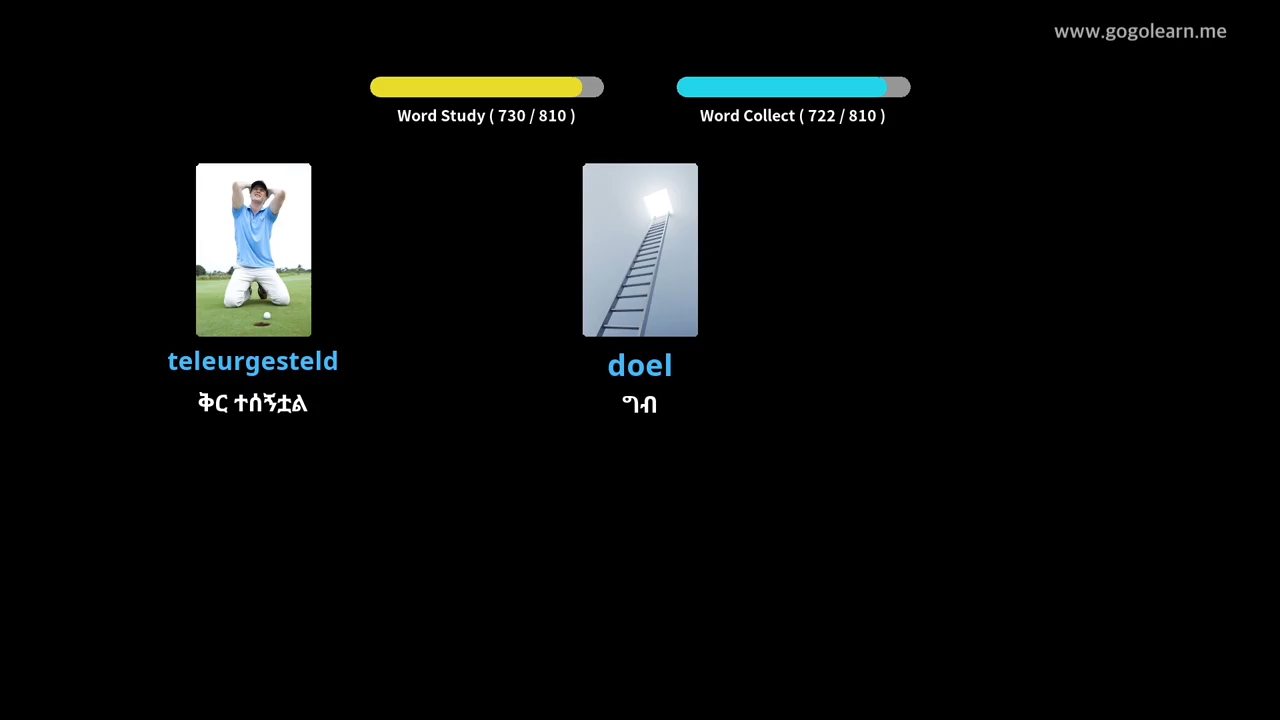 www.gogolearn.me
Word Study ( 730 / 810 )
Word Collect ( 722 / 810 )
teleurgesteld
ቅር ተሰኝቷል
doel
ግብ